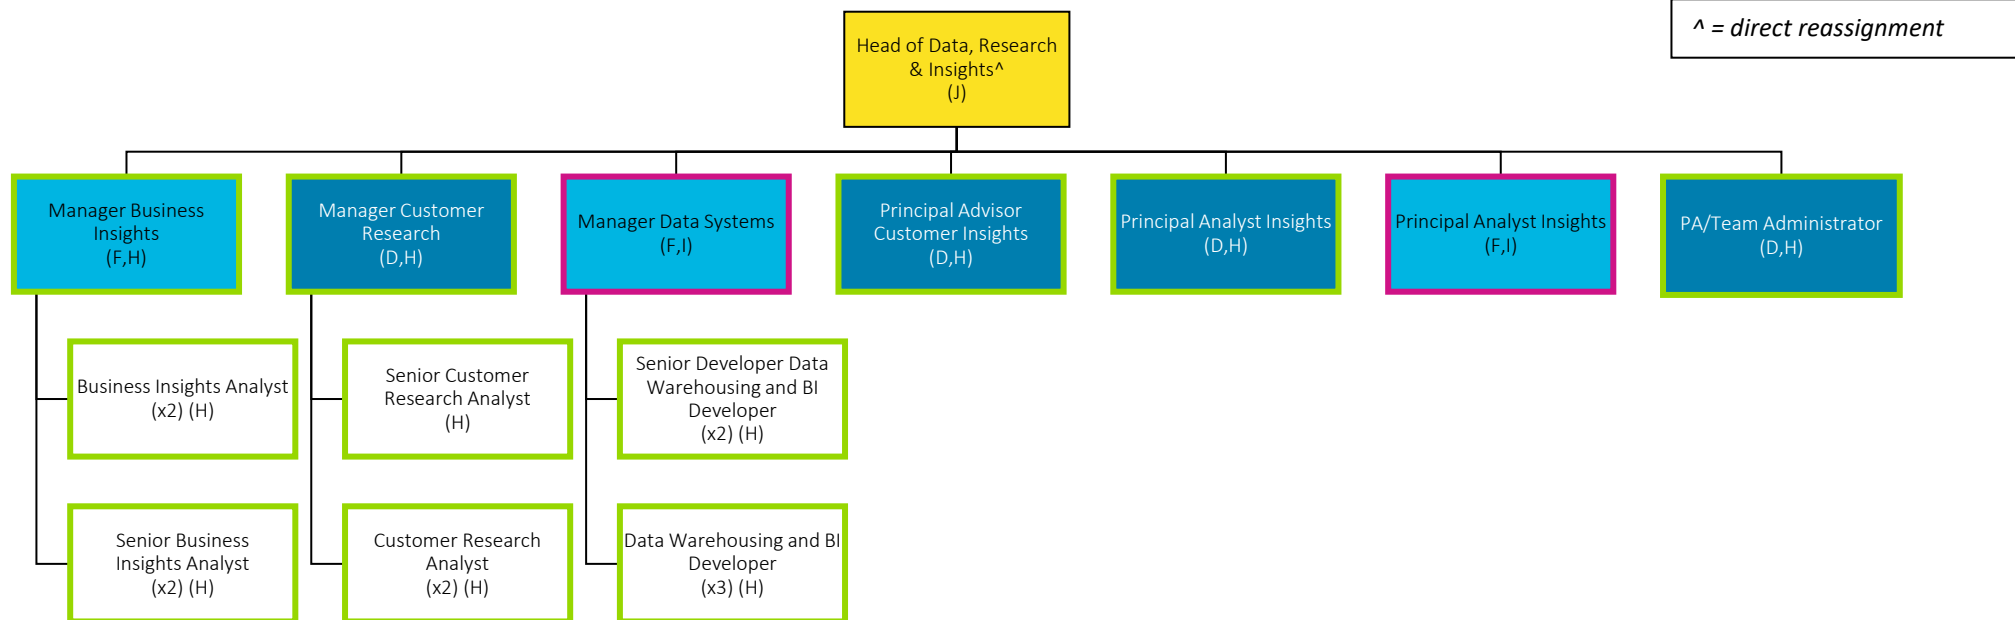 ^ = direct reassignment
Head of Data, Research
& Insights^
(J)
Manager Business
Insights
(F,H)
Manager Customer
Research
(D,H)
Manager Data Systems
(F,I)
Principal Advisor
Customer Insights
(D,H)
Principal Analyst Insights
(D,H)
Principal Analyst Insights
(F,I)
PA/Team Administrator
(D,H)
Business Insights Analyst
(x2) (H)
Senior Customer
Research Analyst
(H)
Senior Developer Data
Warehousing and BI
Developer
(x2) (H)
Senior Business
Insights Analyst
(x2) (H)
Customer Research
Analyst
(x2) (H)
Data Warehousing and BI
Developer
(x3) (H)